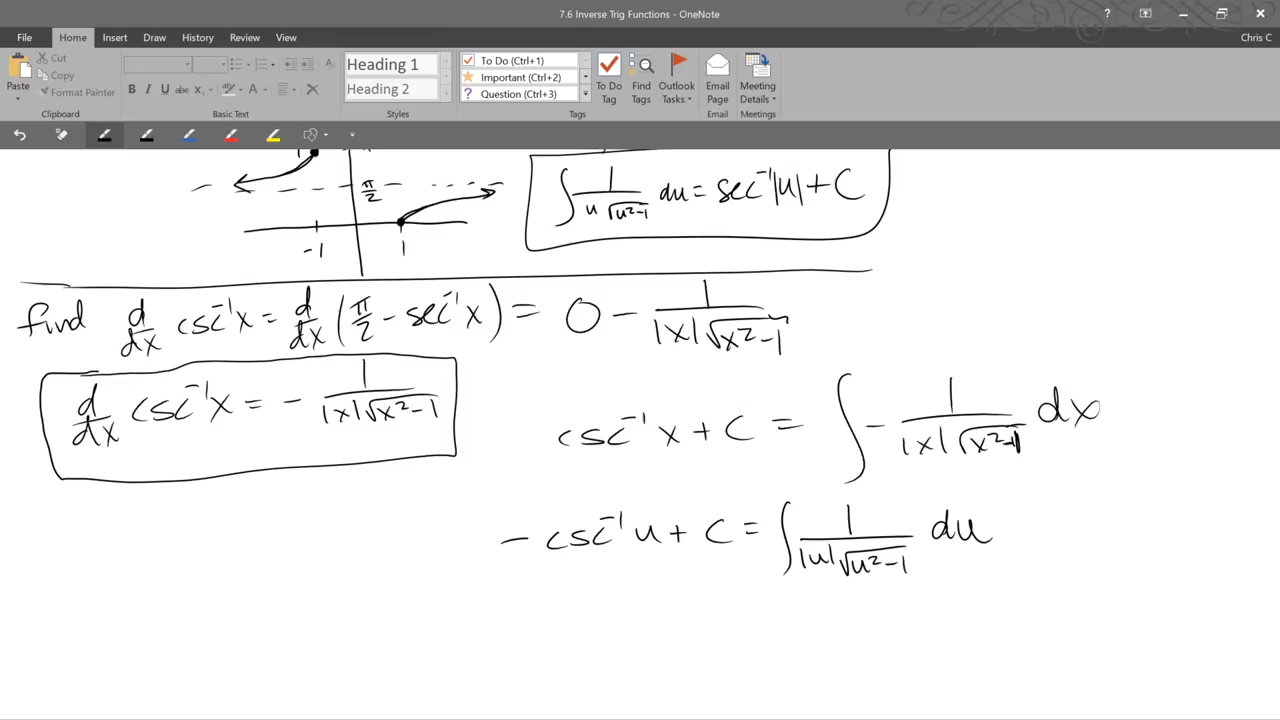 7.6 Inverse Trig Functions - OneNote
File Home Insert Draw History Review View Chris C
Paste Cut Copy Format Painter
B I U abc x₂
Heading 1
Heading 2
To Do (Ctrl+1)
Important (Ctrl+2)
? Question (Ctrl+3)
To Do Tag
Find Tags
Outlook Tasks
Email Page
Meeting Details
Clipboard Basic Text Styles Tags Email Meetings
π/2
-1 1
∫ 1/(u√(u²-1)) du = sec⁻¹|u| + C
find d/dx csc⁻¹x = d/dx (π/2 - sec⁻¹x) = 0 - 1/(|x|√(x²-1))
d/dx csc⁻¹x = - 1/(|x|√(x²-1))
csc⁻¹x + C = ∫ - 1/(|x|√(x²-1)) dx
- csc⁻¹u + C = ∫ 1/(|u|√(u²-1)) du